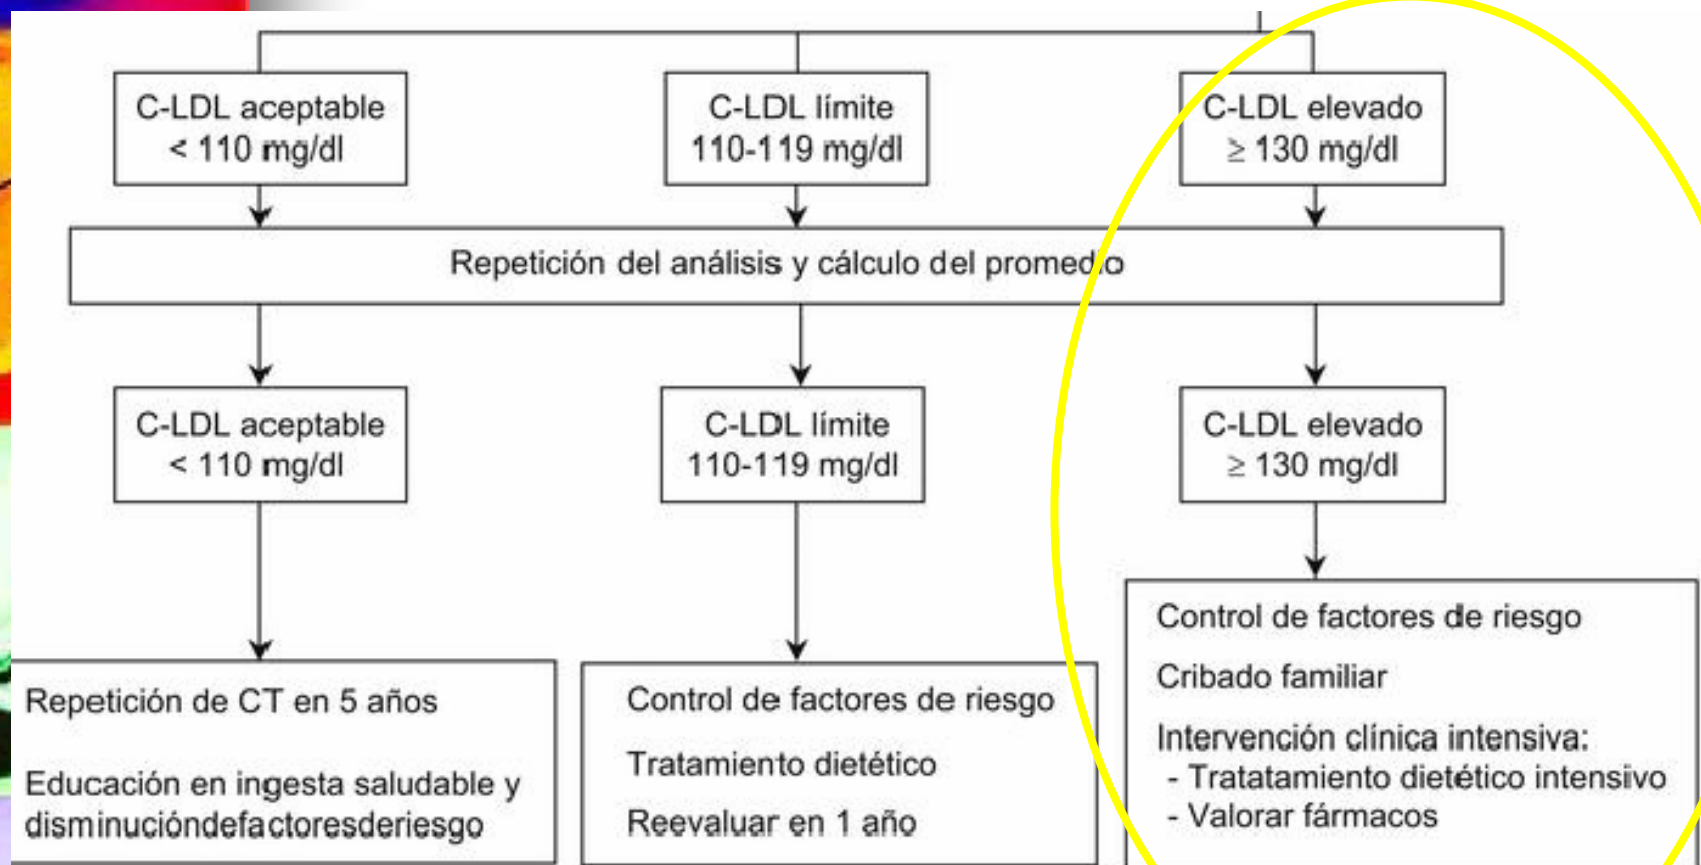 C-LDL aceptable
< 110 mg/dl
C-LDL límite
110-119 mg/dl
C-LDL elevado
≥ 130 mg/dl
Repetición del análisis y cálculo del promedio
C-LDL aceptable
< 110 mg/dl
C-LDL límite
110-119 mg/dl
C-LDL elevado
≥ 130 mg/dl
Repetición de CT en 5 años
Educación en ingesta saludable y
disminucióndefactoresderiesgo
Control de factores de riesgo
Tratamiento dietético
Reevaluar en 1 año
Control de factores de riesgo
Cribado familiar
Intervención clínica intensiva:
- Tratatamiento dietético intensivo
- Valorar fármacos